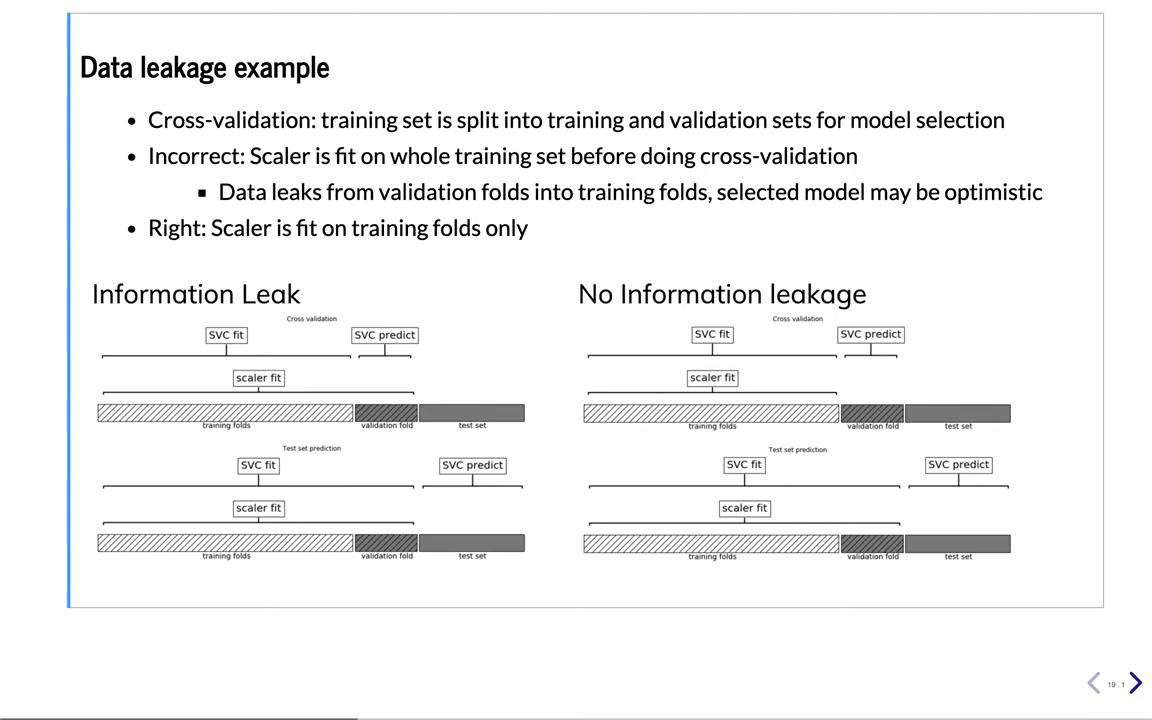 Data leakage example
• Cross-validation: training set is split into training and validation sets for model selection
• Incorrect: Scaler is fit on whole training set before doing cross-validation
▪ Data leaks from validation folds into training folds, selected model may be optimistic
• Right: Scaler is fit on training folds only
Information Leak
Cross validation
SVC fit SVC predict
scaler fit
training folds validation fold test set
Test set prediction
SVC fit SVC predict
scaler fit
training folds validation fold test set
No Information leakage
Cross validation
SVC fit SVC predict
scaler fit
training folds validation fold test set
Test set prediction
SVC fit SVC predict
scaler fit
training folds validation fold test set
19 . 1